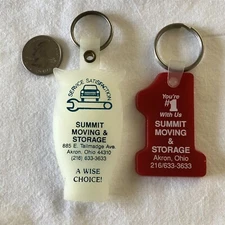 SERVICE SATISFACTION
SUMMIT
MOVING &
STORAGE
665 E. Tallmadge Ave.
Akron, Ohio 44310
(216) 633-3633
A WISE
CHOICE!
You're
#1
With Us
SUMMIT
MOVING
&
STORAGE
Akron, Ohio
216/633-3633